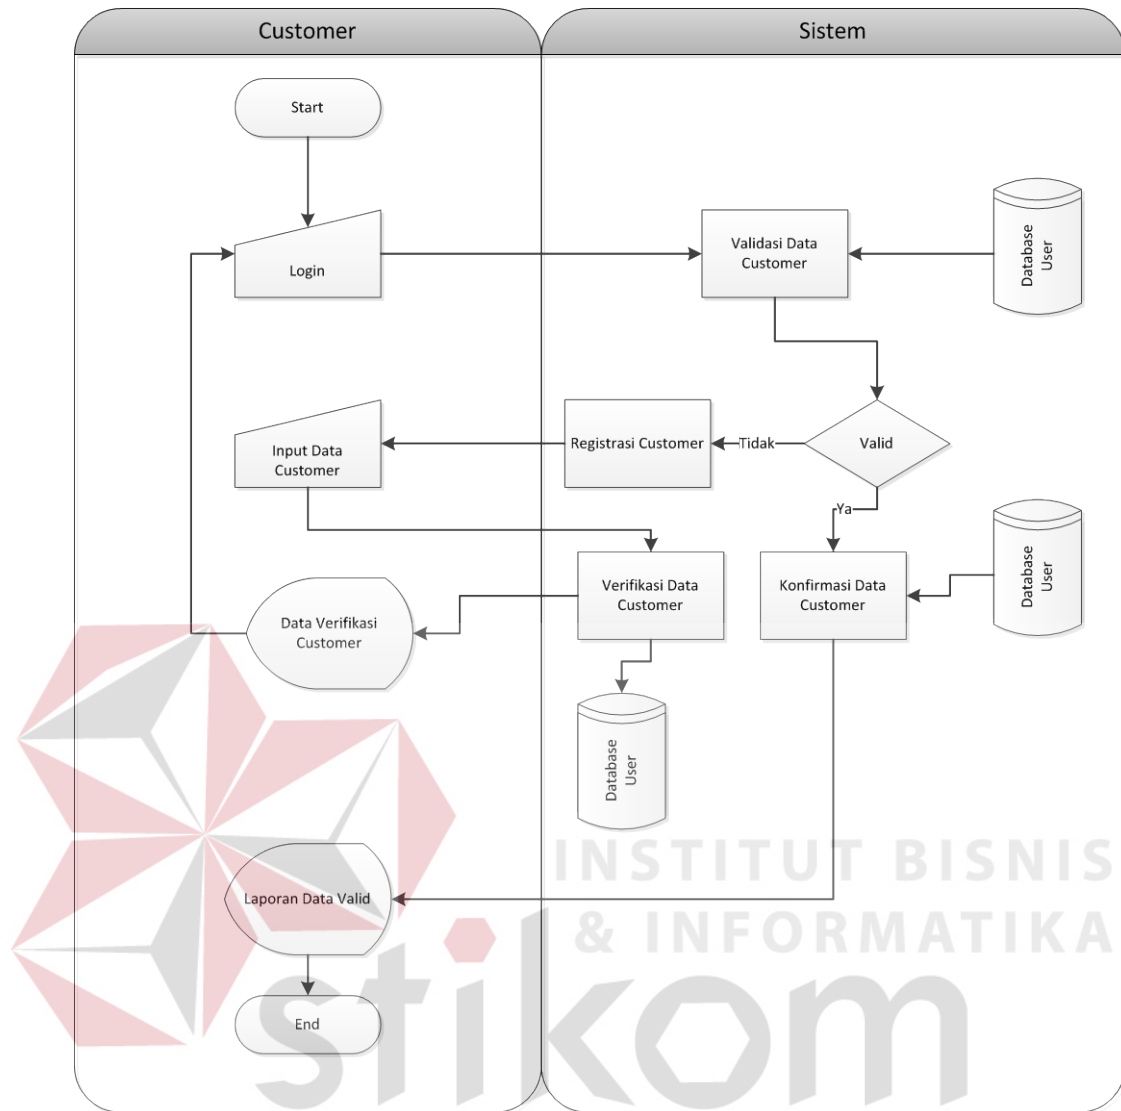 Customer
Sistem
Start
Login
Validasi Data
Customer
Database
User
Input Data
Customer
Registrasi Customer
Tidak
Valid
Ya
Verifikasi Data
Customer
Konfirmasi Data
Customer
Database
User
Data Verifikasi
Customer
Database
User
Laporan Data Valid
End
INSTITUT BISNIS
& INFORMATIKA
stikom